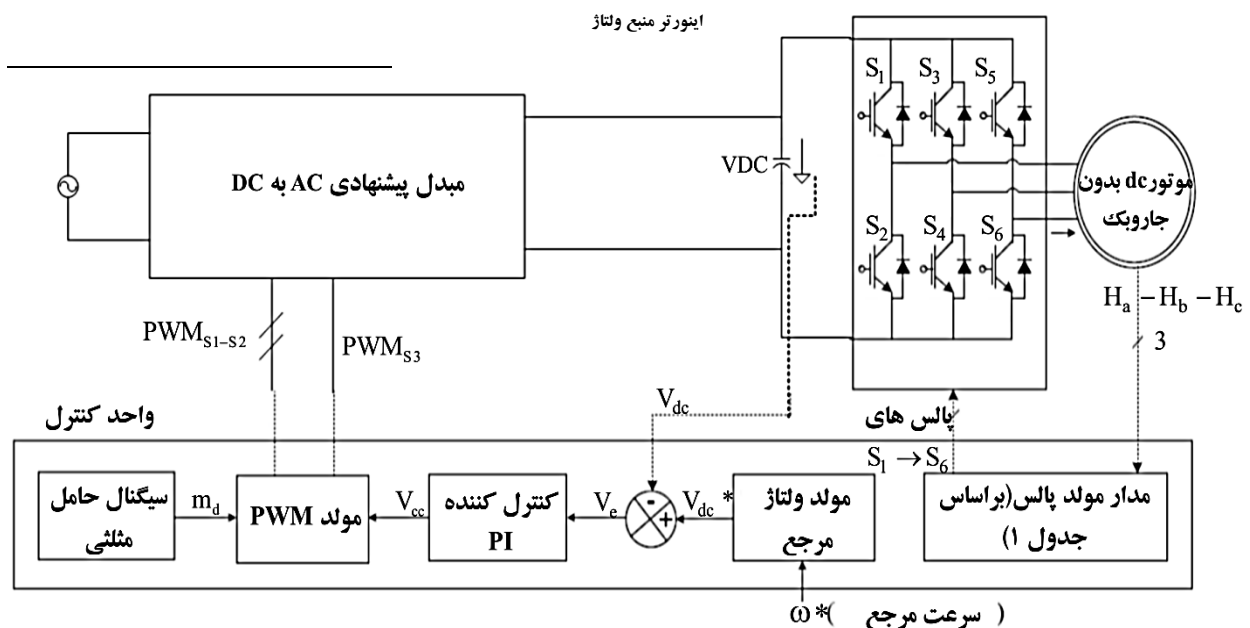 اینورتر منبع ولتاژ
S1 S3 S5
مبدل پیشنهادی AC به DC
VDC
موتور dc بدون
جاروبک
S2 S4 S6
Ha – Hb – Hc
PWMS1–S2
PWMS3
3
Vdc
واحد کنترل
پالس های
S1 → S6
سیگنال حامل
مثلثی
md
مولد
PWM
Vcc
کنترل کننده
PI
Ve
-
+
Vdc*
مولد ولتاژ
مرجع
مدار مولد پالس(براساس
جدول ۱)
ω*( سرعت مرجع )